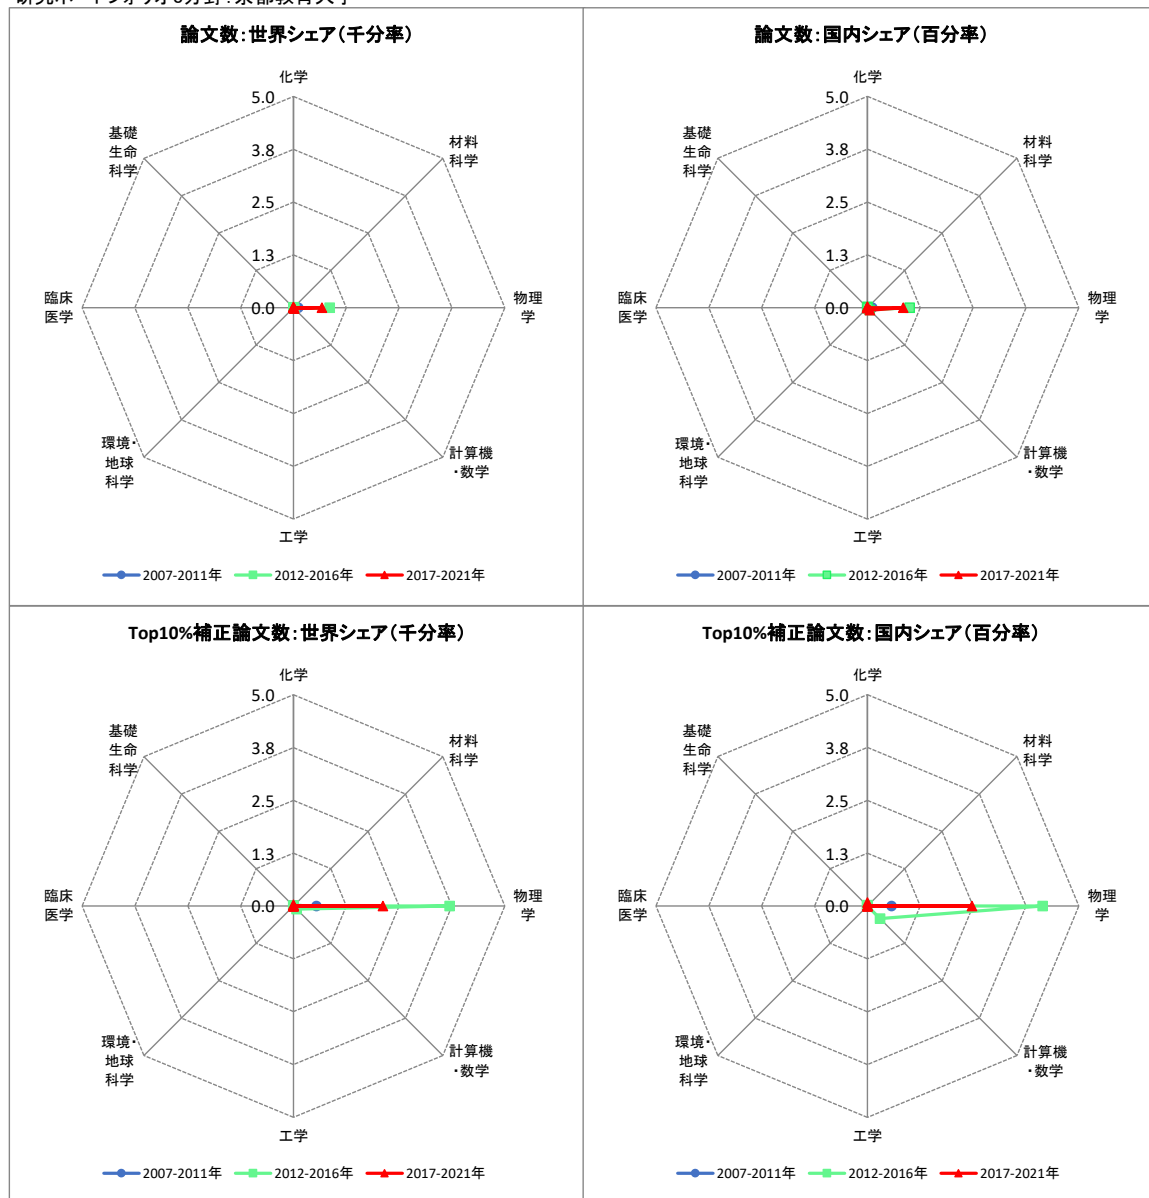 論文数:世界シェア(千分率)
化学
材料
科学
物理
学
計算機
・数学
工学
環境・
地球
科学
臨床
医学
基礎
生命
科学
5.0
3.8
2.5
1.3
0.0
2007-2011年 2012-2016年 2017-2021年
論文数:国内シェア(百分率)
化学
材料
科学
物理
学
計算機
・数学
工学
環境・
地球
科学
臨床
医学
基礎
生命
科学
5.0
3.8
2.5
1.3
0.0
2007-2011年 2012-2016年 2017-2021年
Top10%補正論文数:世界シェア(千分率)
化学
材料
科学
物理
学
計算機
・数学
工学
環境・
地球
科学
臨床
医学
基礎
生命
科学
5.0
3.8
2.5
1.3
0.0
2007-2011年 2012-2016年 2017-2021年
Top10%補正論文数:国内シェア(百分率)
化学
材料
科学
物理
学
計算機
・数学
工学
環境・
地球
科学
臨床
医学
基礎
生命
科学
5.0
3.8
2.5
1.3
0.0
2007-2011年 2012-2016年 2017-2021年